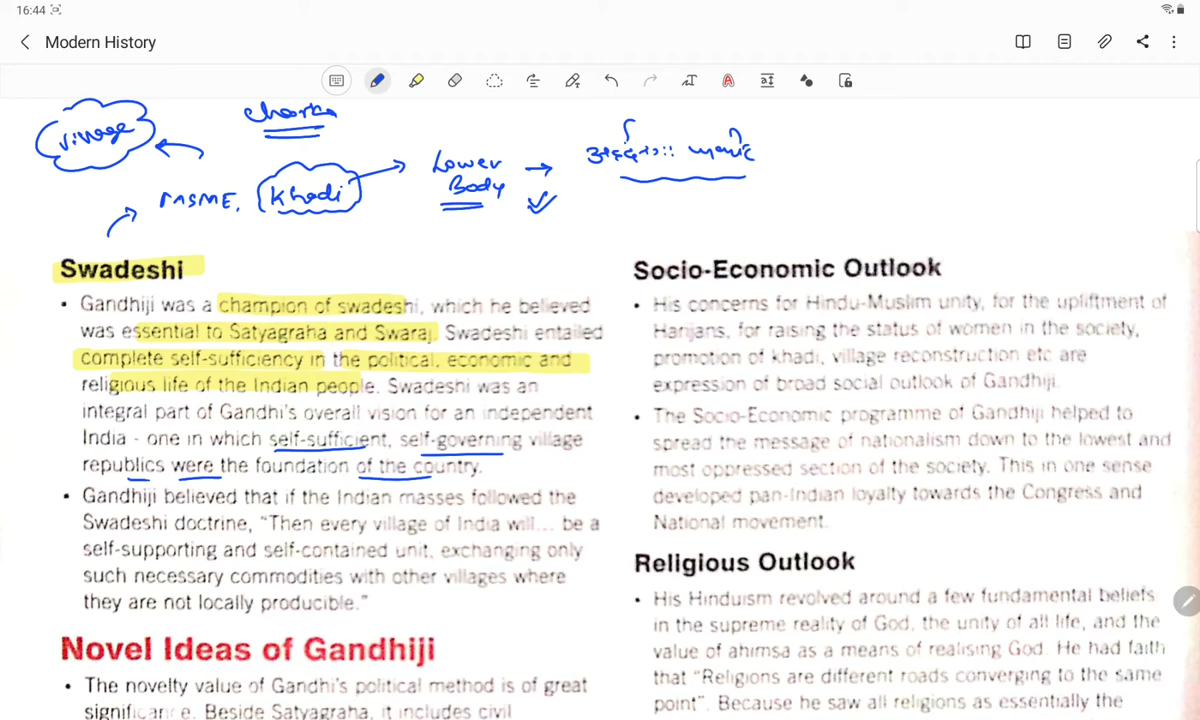 16:44
Modern History
Charka
village
MSME, Khadi
Lower
Body
Swadeshi
• Gandhiji was a champion of swadeshi, which he believed
was essential to Satyagraha and Swaraj. Swadeshi entailed
complete self-sufficiency in the political, economic and
religious life of the Indian people. Swadeshi was an
integral part of Gandhi's overall vision for an independent
India - one in which self-sufficient, self-governing village
republics were the foundation of the country.
• Gandhiji believed that if the Indian masses followed the
Swadeshi doctrine, "Then every village of India will... be a
self-supporting and self-contained unit, exchanging only
such necessary commodities with other villages where
they are not locally producible."
Novel Ideas of Gandhiji
• The novelty value of Gandhi's political method is of great
significance. Beside Satyagraha, it includes civil
Socio-Economic Outlook
• His concerns for Hindu-Muslim unity, for the upliftment of
Harijans, for raising the status of women in the society,
promotion of khadi, village reconstruction etc are
expression of broad social outlook of Gandhiji.
• The Socio-Economic programme of Gandhiji helped to
spread the message of nationalism down to the lowest and
most oppressed section of the society. This in one sense
developed pan-Indian loyalty towards the Congress and
National movement.
Religious Outlook
• His Hinduism revolved around a few fundamental beliefs
in the supreme reality of God, the unity of all life, and the
value of ahimsa as a means of realising God. He had faith
that "Religions are different roads converging to the same
point". Because he saw all religions as essentially the